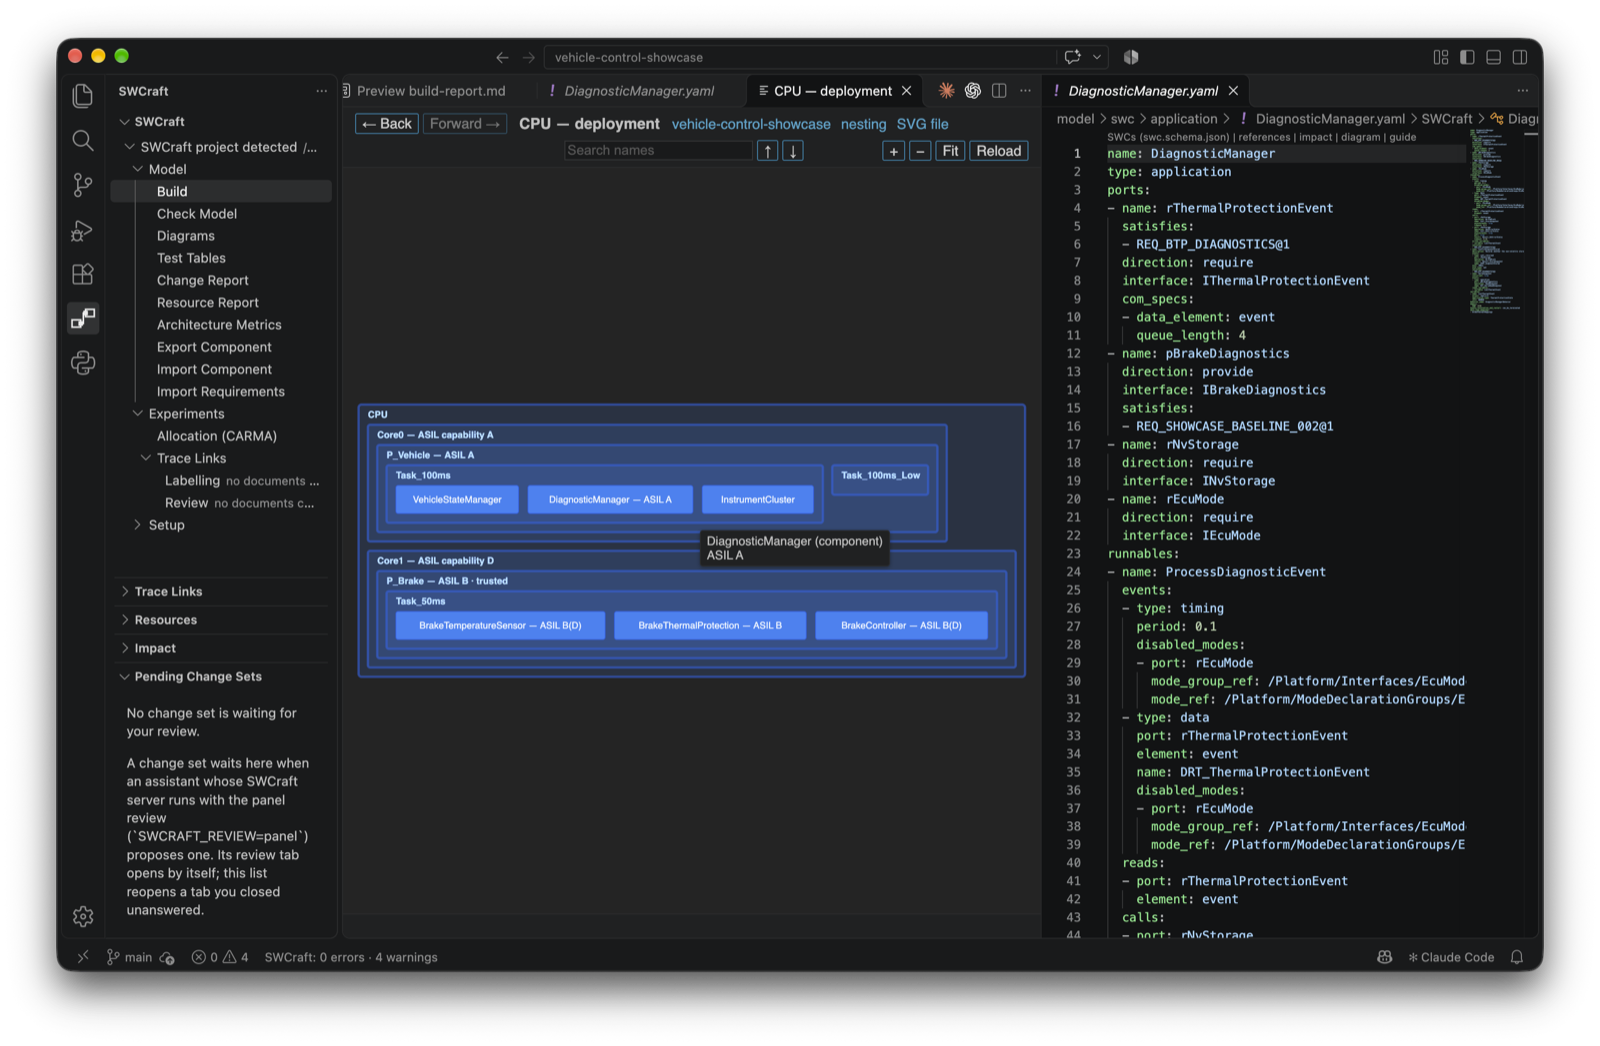 vehicle-control-showcase
SWCraft
SWCraft
SWCraft project detected /...
Model
Build
Check Model
Diagrams
Test Tables
Change Report
Resource Report
Architecture Metrics
Export Component
Import Component
Import Requirements
Experiments
Allocation (CARMA)
Trace Links
Labelling no documents ...
Review no documents c...
Setup
Trace Links
Resources
Impact
Pending Change Sets
No change set is waiting for
your review.
A change set waits here when
an assistant whose SWCraft
server runs with the panel
review
(`SWCRAFT_REVIEW=panel`)
proposes one. Its review tab
opens by itself; this list
reopens a tab you closed
unanswered.
Preview build-report.md
! DiagnosticManager.yaml
CPU — deployment
← Back
Forward →
CPU — deployment
vehicle-control-showcase
nesting
SVG file
Search names
↑
↓
+
−
Fit
Reload
CPU
Core0 — ASIL capability A
P_Vehicle — ASIL A
Task_100ms
VehicleStateManager
DiagnosticManager — ASIL A
InstrumentCluster
Task_100ms_Low
DiagnosticManager (component)
ASIL A
Core1 — ASIL capability D
P_Brake — ASIL B · trusted
Task_50ms
BrakeTemperatureSensor — ASIL B(D)
BrakeThermalProtection — ASIL B
BrakeController — ASIL B(D)
! DiagnosticManager.yaml
model > swc > application > ! DiagnosticManager.yaml > SWCraft > Diagn
SWCs (swc.schema.json) | references | impact | diagram | guide
1 name: DiagnosticManager
2 type: application
3 ports:
4 - name: rThermalProtectionEvent
5 satisfies:
6 - REQ_BTP_DIAGNOSTICS@1
7 direction: require
8 interface: IThermalProtectionEvent
9 com_specs:
10 - data_element: event
11 queue_length: 4
12 - name: pBrakeDiagnostics
13 direction: provide
14 interface: IBrakeDiagnostics
15 satisfies:
16 - REQ_SHOWCASE_BASELINE_002@1
17 - name: rNvStorage
18 direction: require
19 interface: INvStorage
20 - name: rEcuMode
21 direction: require
22 interface: IEcuMode
23 runnables:
24 - name: ProcessDiagnosticEvent
25 events:
26 - type: timing
27 period: 0.1
28 disabled_modes:
29 - port: rEcuMode
30 mode_group_ref: /Platform/Interfaces/EcuMod
31 mode_ref: /Platform/ModeDeclarationGroups/E
32 - type: data
33 port: rThermalProtectionEvent
34 element: event
35 name: DRT_ThermalProtectionEvent
36 disabled_modes:
37 - port: rEcuMode
38 mode_group_ref: /Platform/Interfaces/EcuMod
39 mode_ref: /Platform/ModeDeclarationGroups/E
40 reads:
41 - port: rThermalProtectionEvent
42 element: event
43 calls:
44 - port: rNvStorage
main
0
4
SWCraft: 0 errors · 4 warnings
Claude Code